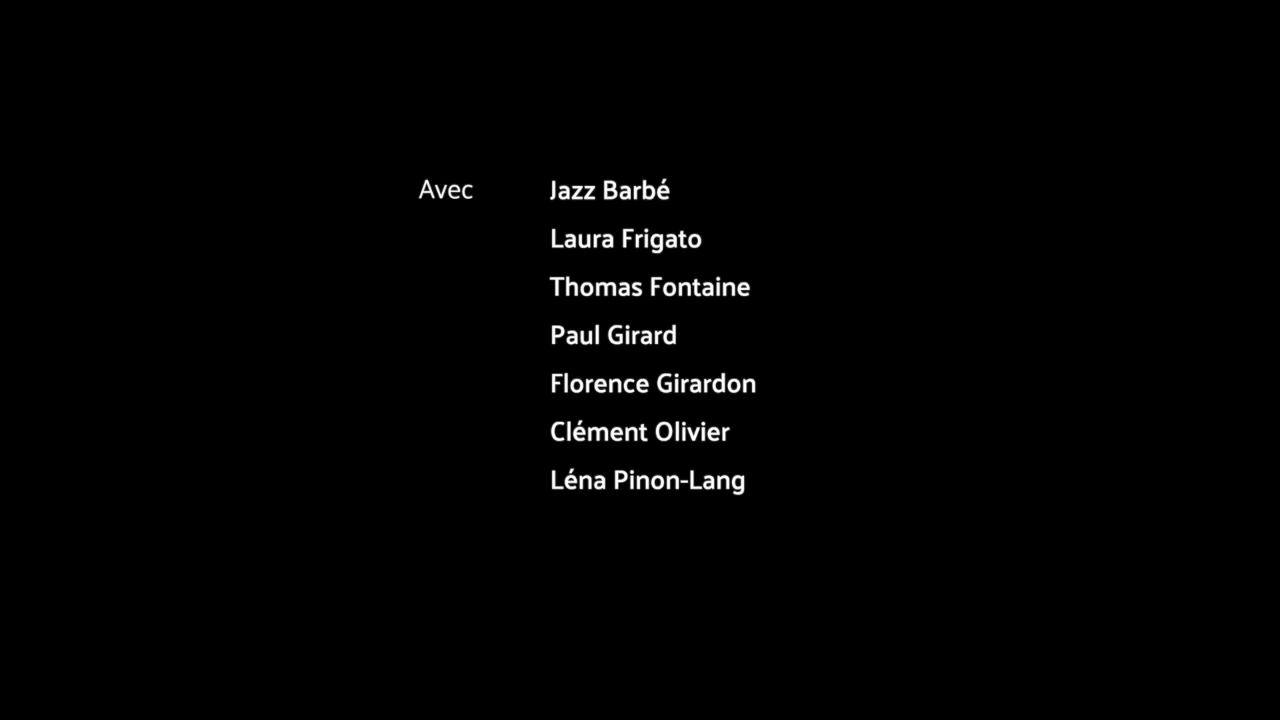 Avec Jazz Barbé
Laura Frigato
Thomas Fontaine
Paul Girard
Florence Girardon
Clément Olivier
Léna Pinon-Lang